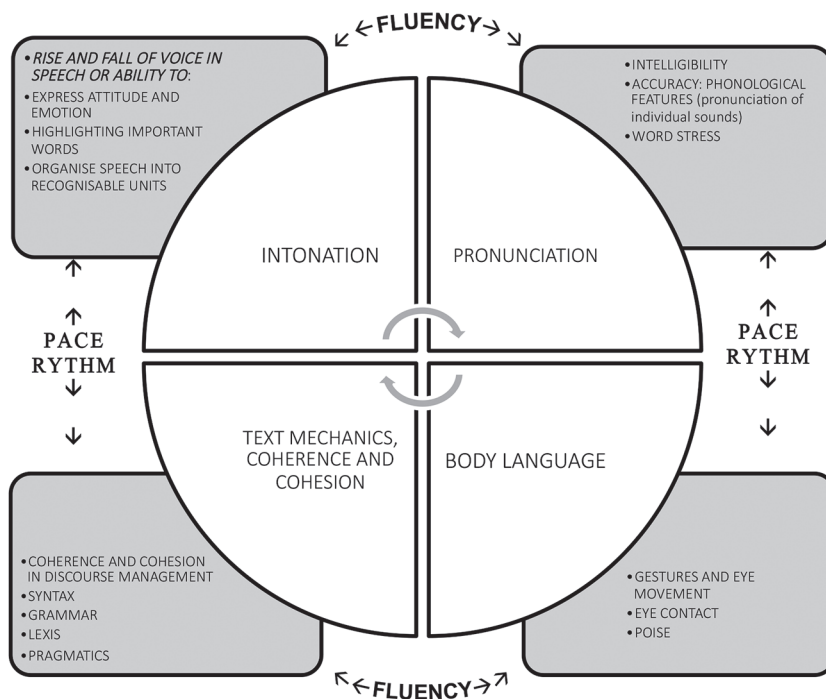 FLUENCY
• RISE AND FALL OF VOICE IN
SPEECH OR ABILITY TO:
• EXPRESS ATTITUDE AND
EMOTION
• HIGHLIGHTING IMPORTANT
WORDS
• ORGANISE SPEECH INTO
RECOGNISABLE UNITS
• INTELLIGIBILITY
• ACCURACY: PHONOLOGICAL
FEATURES (pronunciation of
individual sounds)
• WORD STRESS
INTONATION
PRONUNCIATION
PACE
RYTHM
PACE
RYTHM
TEXT MECHANICS,
COHERENCE AND
COHESION
BODY LANGUAGE
• COHERENCE AND COHESION
IN DISCOURSE MANAGEMENT
• SYNTAX
• GRAMMAR
• LEXIS
• PRAGMATICS
• GESTURES AND EYE
MOVEMENT
• EYE CONTACT
• POISE
FLUENCY